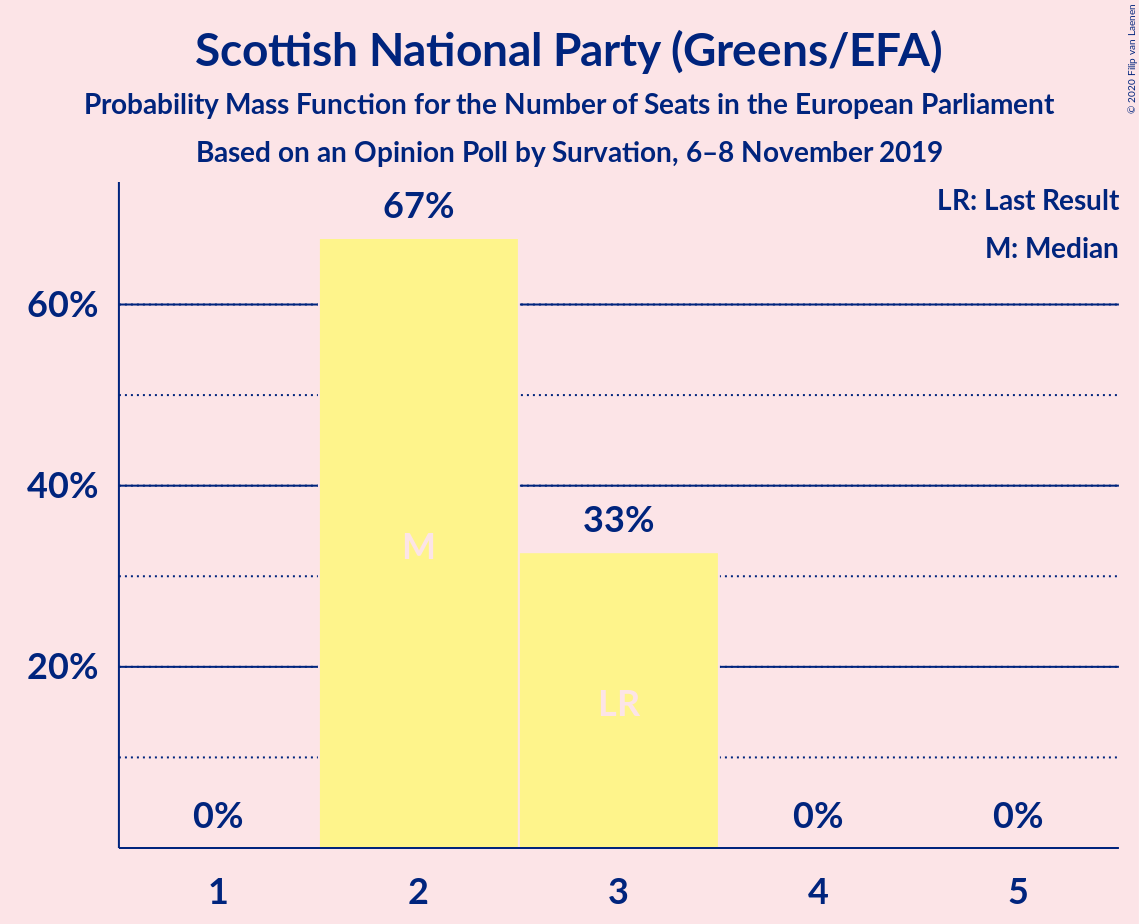 Scottish National Party (Greens/EFA)
Probability Mass Function for the Number of Seats in the European Parliament
Based on an Opinion Poll by Survation, 6–8 November 2019
© 2020 Filip van Laenen
LR: Last Result
M: Median
67%
60%
40%
33%
M
20%
LR
0%
0%
0%
1
2
3
4
5